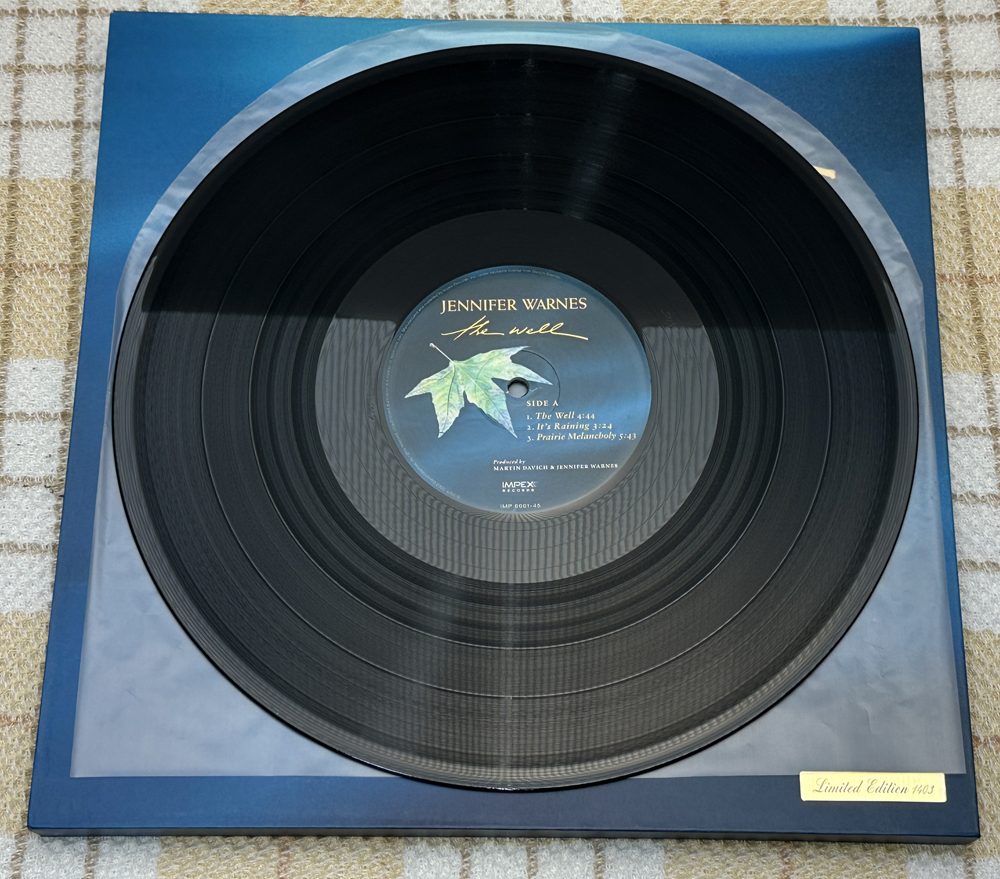 JENNIFER WARNES
the well
SIDE A
1. The Well 4:44
2. It's Raining 3:24
3. Prairie Melancholy 5:43
Produced by
MARTIN DAVICH & JENNIFER WARNES
IMPEX
RECORDS
IMP 6001-45
Limited Edition 1403